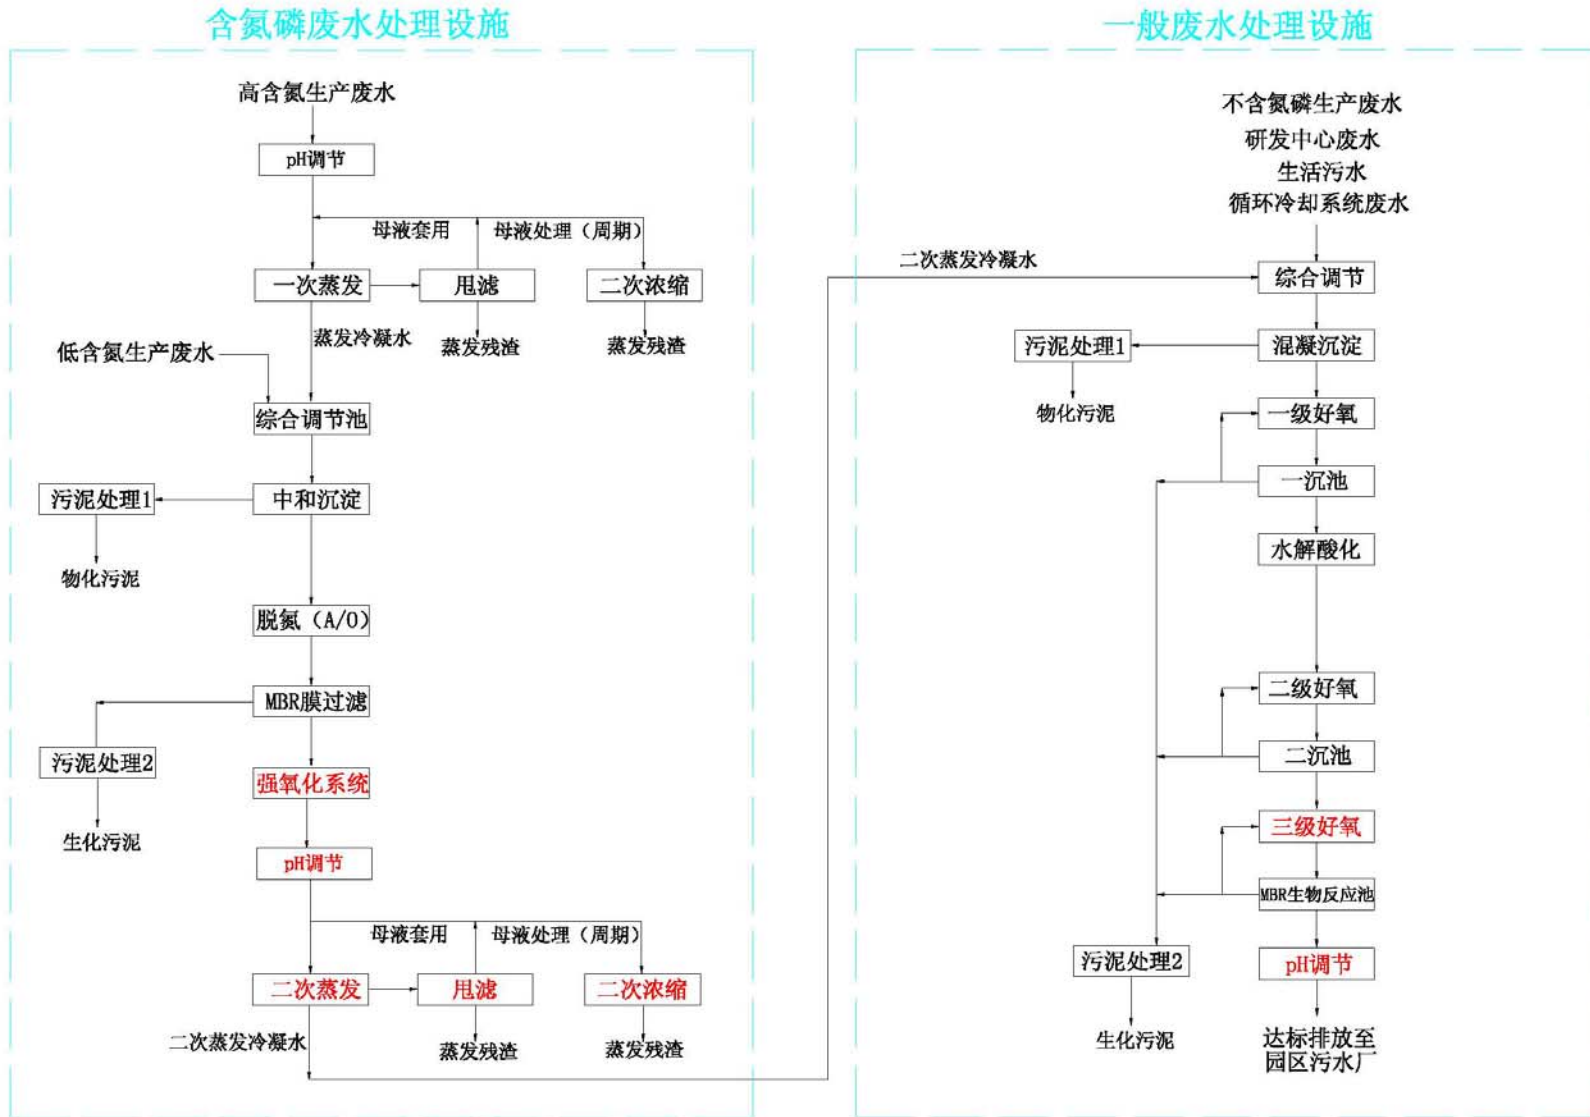 含氮磷废水处理设施
高含氮生产废水
pH调节
母液套用
母液处理（周期）
一次蒸发
甩滤
二次浓缩
蒸发冷凝水
蒸发残渣
蒸发残渣
低含氮生产废水
综合调节池
污泥处理1
中和沉淀
物化污泥
脱氮（A/O）
MBR膜过滤
污泥处理2
强氧化系统
生化污泥
pH调节
母液套用
母液处理（周期）
二次蒸发
甩滤
二次浓缩
二次蒸发冷凝水
蒸发残渣
蒸发残渣
一般废水处理设施
不含氮磷生产废水
研发中心废水
生活污水
循环冷却系统废水
二次蒸发冷凝水
综合调节
污泥处理1
混凝沉淀
物化污泥
一级好氧
一沉池
水解酸化
二级好氧
二沉池
三级好氧
MBR生物反应池
污泥处理2
pH调节
生化污泥
达标排放至
园区污水厂